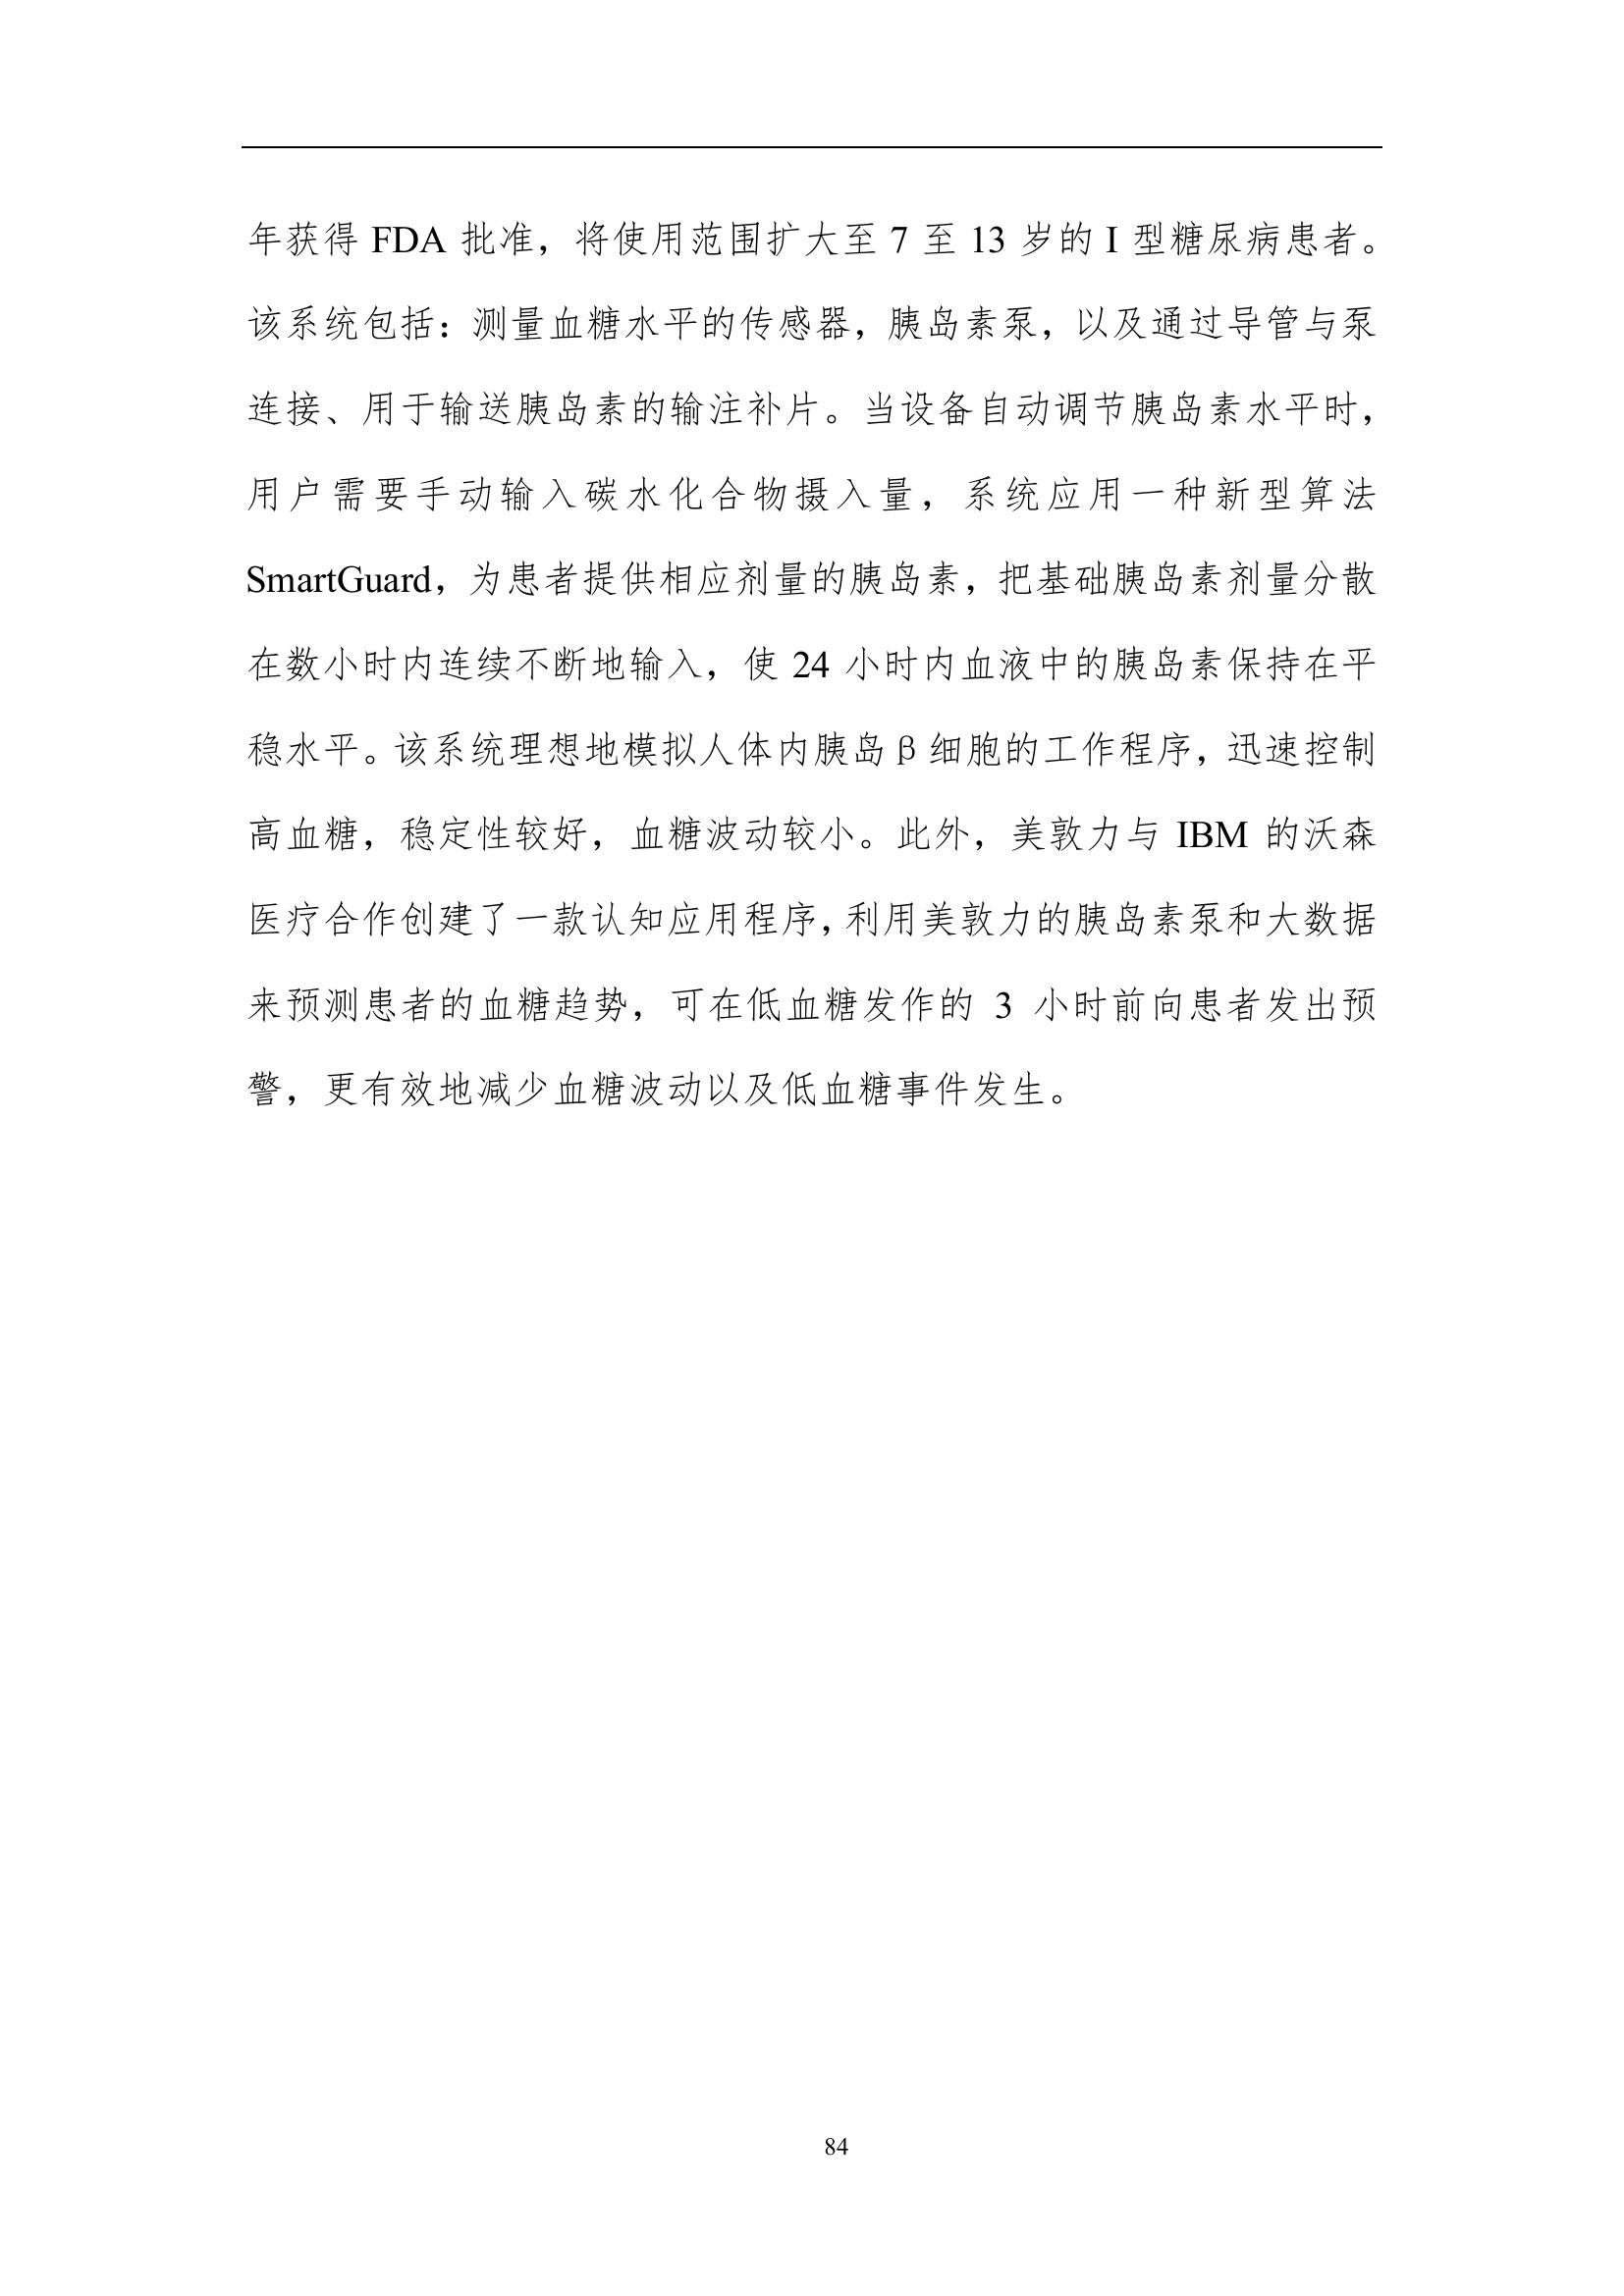 年获得 FDA 批准，将使用范围扩大至 7 至 13 岁的 I 型糖尿病患者。
该系统包括：测量血糖水平的传感器，胰岛素泵，以及通过导管与泵
连接、用于输送胰岛素的输注补片。当设备自动调节胰岛素水平时，
用户需要手动输入碳水化合物摄入量，系统应用一种新型算法
SmartGuard，为患者提供相应剂量的胰岛素，把基础胰岛素剂量分散
在数小时内连续不断地输入，使 24 小时内血液中的胰岛素保持在平
稳水平。该系统理想地模拟人体内胰岛β细胞的工作程序，迅速控制
高血糖，稳定性较好，血糖波动较小。此外，美敦力与 IBM 的沃森
医疗合作创建了一款认知应用程序，利用美敦力的胰岛素泵和大数据
来预测患者的血糖趋势，可在低血糖发作的 3 小时前向患者发出预
警，更有效地减少血糖波动以及低血糖事件发生。
84